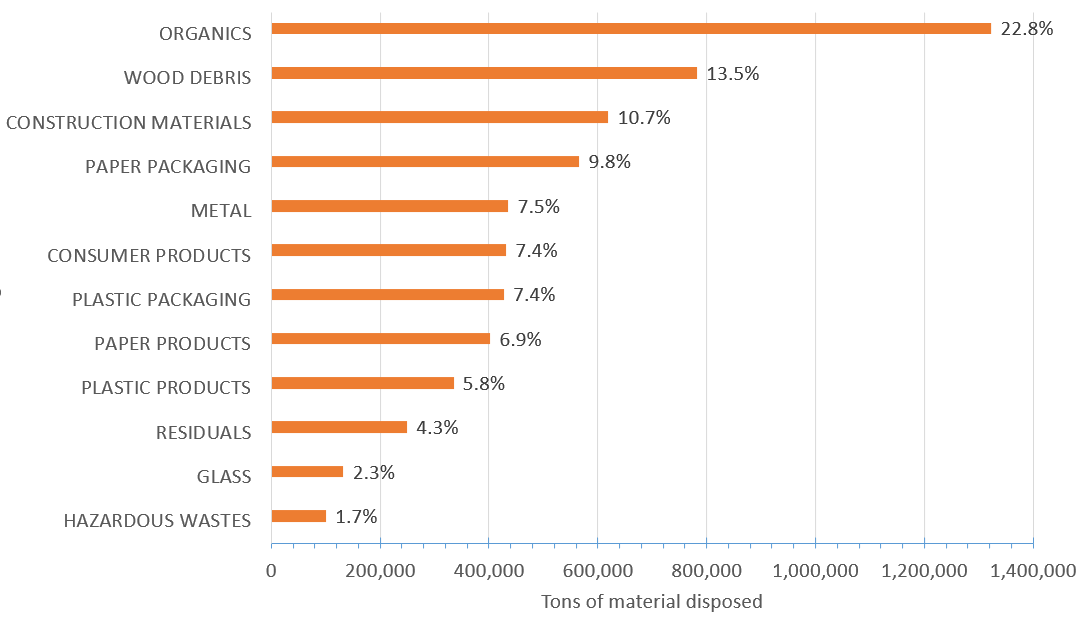 ORGANICS 22.8%
WOOD DEBRIS 13.5%
CONSTRUCTION MATERIALS 10.7%
PAPER PACKAGING 9.8%
METAL 7.5%
CONSUMER PRODUCTS 7.4%
PLASTIC PACKAGING 7.4%
PAPER PRODUCTS 6.9%
PLASTIC PRODUCTS 5.8%
RESIDUALS 4.3%
GLASS 2.3%
HAZARDOUS WASTES 1.7%
0 200,000 400,000 600,000 800,000 1,000,000 1,200,000 1,400,000
Tons of material disposed